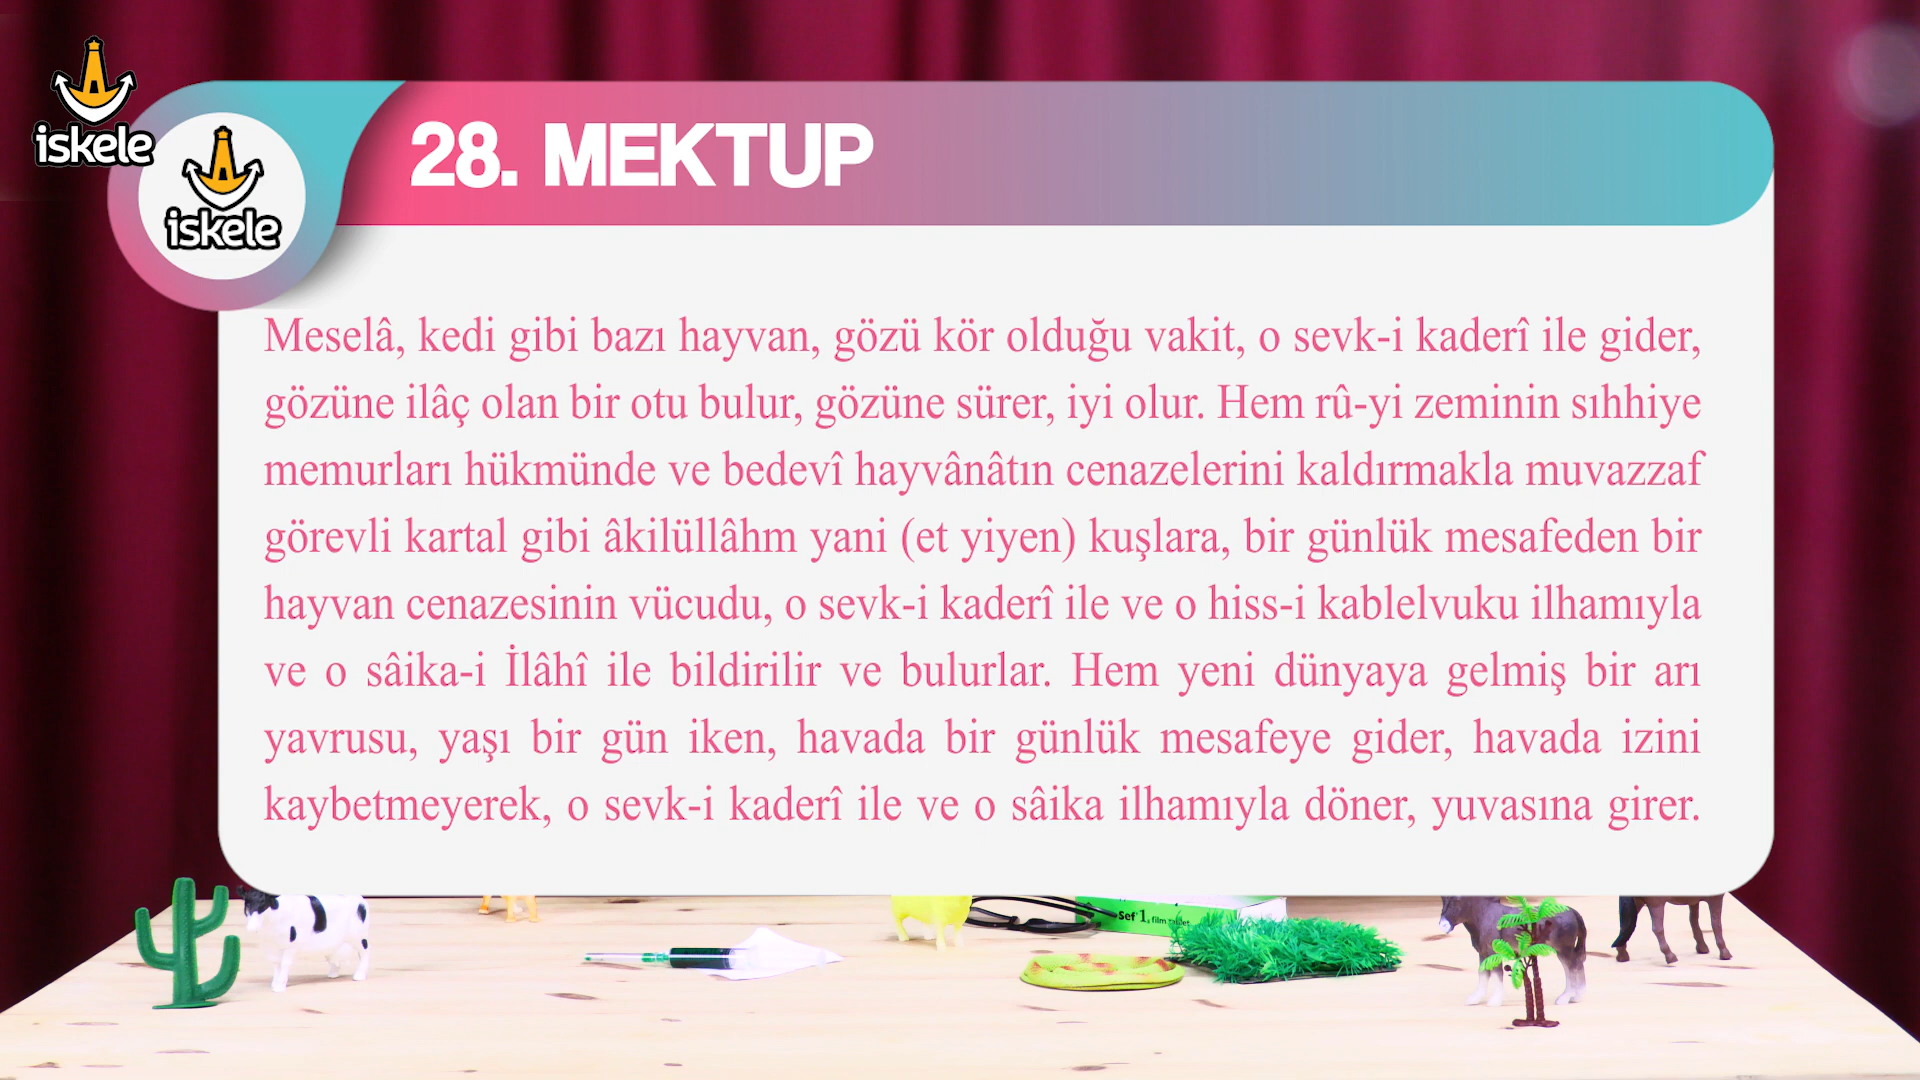 iskele
iskele
28. MEKTUP
Meselâ, kedi gibi bazı hayvan, gözü kör olduğu vakit, o sevk-i kaderî ile gider,
gözüne ilâç olan bir otu bulur, gözüne sürer, iyi olur. Hem rû-yi zeminin sıhhiye
memurları hükmünde ve bedevî hayvânâtın cenazelerini kaldırmakla muvazzaf
görevli kartal gibi âkilüllâhm yani (et yiyen) kuşlara, bir günlük mesafeden bir
hayvan cenazesinin vücudu, o sevk-i kaderî ile ve o hiss-i kablelvuku ilhamıyla
ve o sâika-i İlâhî ile bildirilir ve bulurlar. Hem yeni dünyaya gelmiş bir arı
yavrusu, yaşı bir gün iken, havada bir günlük mesafeye gider, havada izini
kaybetmeyerek, o sevk-i kaderî ile ve o sâika ilhamıyla döner, yuvasına girer.
Sef 1g film tablet